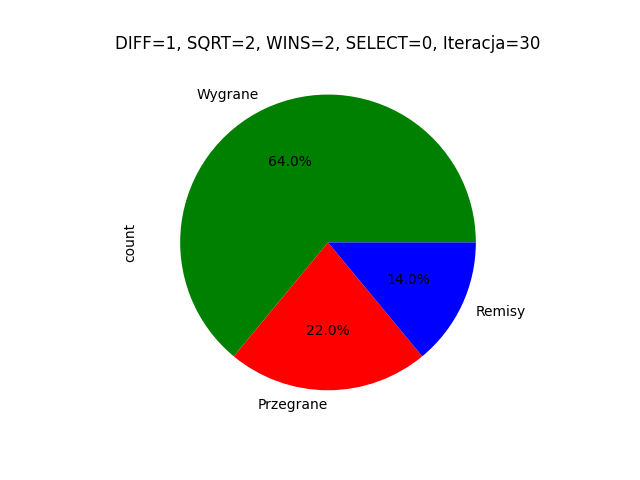 DIFF=1, SQRT=2, WINS=2, SELECT=0, Iteracja=30
Wygrane
64.0%
count
14.0%
Remisy
22.0%
Przegrane